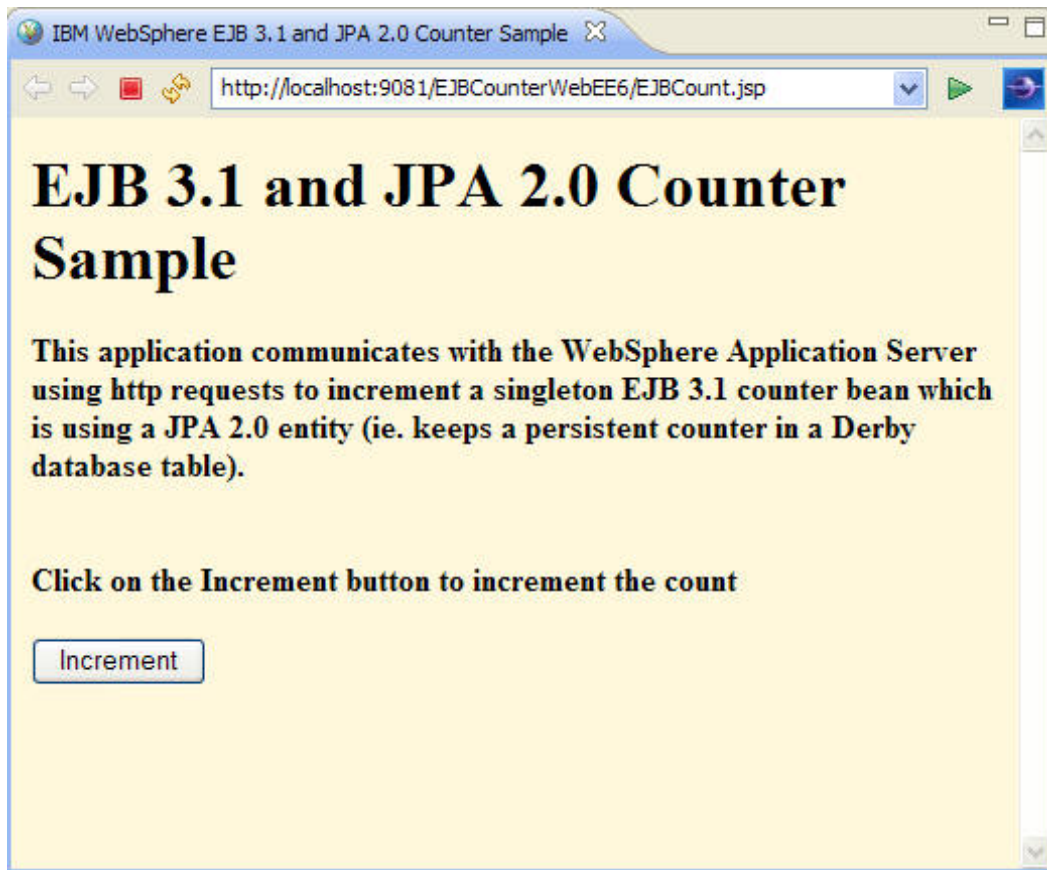 IBM WebSphere EJB 3.1 and JPA 2.0 Counter Sample
http://localhost:9081/EJBCounterWebEE6/EJBCount.jsp
EJB 3.1 and JPA 2.0 Counter
Sample
This application communicates with the WebSphere Application Server
using http requests to increment a singleton EJB 3.1 counter bean which
is using a JPA 2.0 entity (ie. keeps a persistent counter in a Derby
database table).
Click on the Increment button to increment the count
Increment